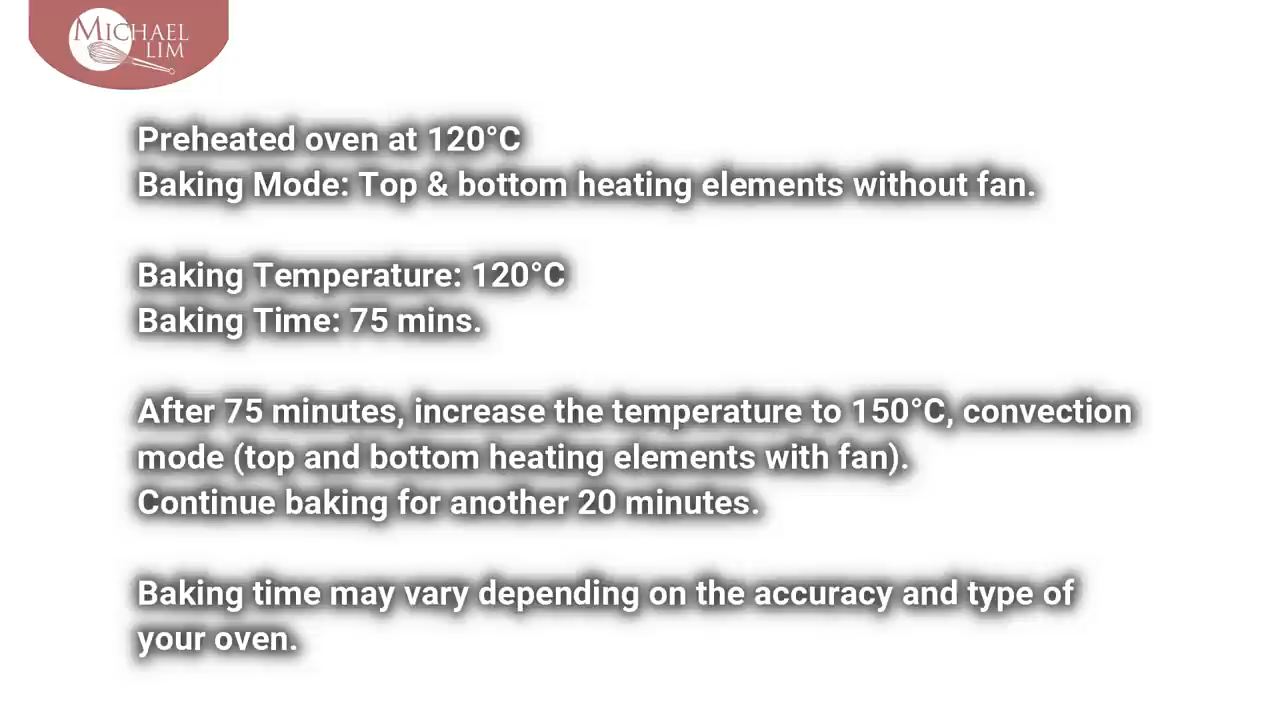 MICHAEL
LIM
Preheated oven at 120°C
Baking Mode: Top & bottom heating elements without fan.
Baking Temperature: 120°C
Baking Time: 75 mins.
After 75 minutes, increase the temperature to 150°C, convection
mode (top and bottom heating elements with fan).
Continue baking for another 20 minutes.
Baking time may vary depending on the accuracy and type of
your oven.